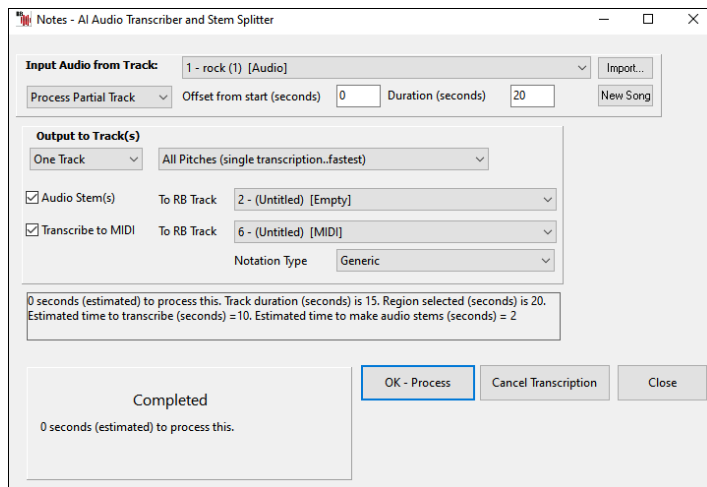 Notes - AI Audio Transcriber and Stem Splitter
Input Audio from Track: 1 - rock (1) [Audio] Import...
Process Partial Track Offset from start (seconds) 0 Duration (seconds) 20 New Song
Output to Track(s)
One Track All Pitches (single transcription..fastest)
Audio Stem(s) To RB Track 2 - (Untitled) [Empty]
Transcribe to MIDI To RB Track 6 - (Untitled) [MIDI]
Notation Type Generic
0 seconds (estimated) to process this. Track duration (seconds) is 15. Region selected (seconds) is 20.
Estimated time to transcribe (seconds) =10. Estimated time to make audio stems (seconds) = 2
OK - Process Cancel Transcription Close
Completed
0 seconds (estimated) to process this.